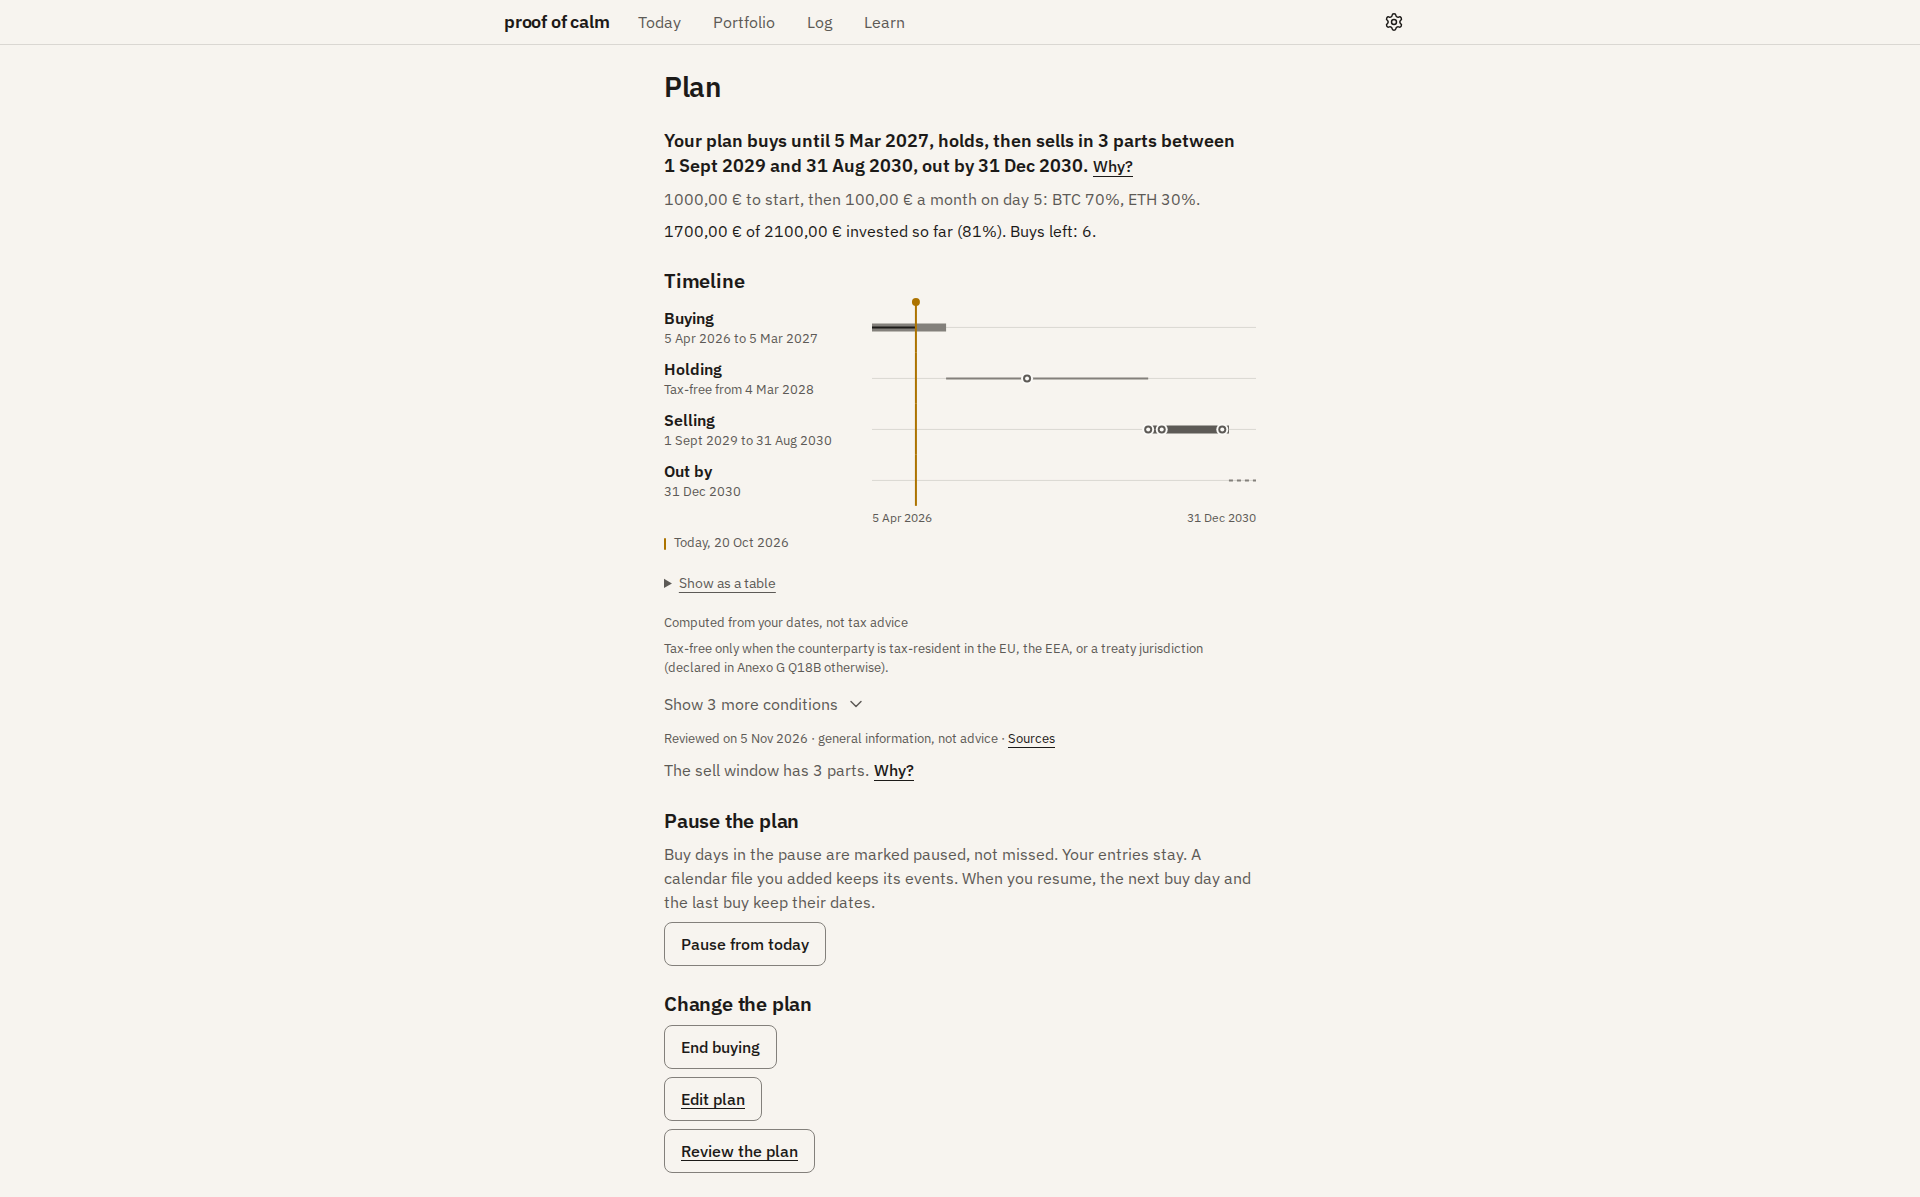 proof of calm Today Portfolio Log Learn
Plan
Your plan buys until 5 Mar 2027, holds, then sells in 3 parts between
1 Sept 2029 and 31 Aug 2030, out by 31 Dec 2030. Why?
1000,00 € to start, then 100,00 € a month on day 5: BTC 70%, ETH 30%.
1700,00 € of 2100,00 € invested so far (81%). Buys left: 6.
Timeline
Buying
5 Apr 2026 to 5 Mar 2027
Holding
Tax-free from 4 Mar 2028
Selling
1 Sept 2029 to 31 Aug 2030
Out by
31 Dec 2030
5 Apr 2026 31 Dec 2030
Today, 20 Oct 2026
Show as a table
Computed from your dates, not tax advice
Tax-free only when the counterparty is tax-resident in the EU, the EEA, or a treaty jurisdiction
(declared in Anexo G Q18B otherwise).
Show 3 more conditions
Reviewed on 5 Nov 2026 · general information, not advice · Sources
The sell window has 3 parts. Why?
Pause the plan
Buy days in the pause are marked paused, not missed. Your entries stay. A
calendar file you added keeps its events. When you resume, the next buy day and
the last buy keep their dates.
Pause from today
Change the plan
End buying
Edit plan
Review the plan